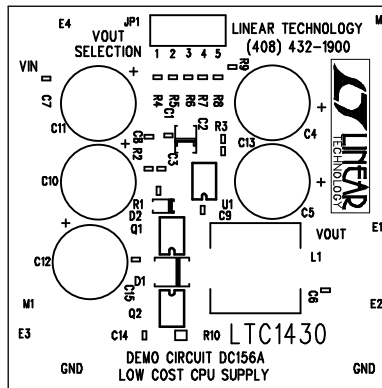 E4
JP1
M
VOUT
SELECTION
LINEAR TECHNOLOGY
(408) 432-1900
1 2 3 4 5
VIN
R9
C7
R4
R5
R6
R7
R8
C1
C2
C11
C8
R3
C13
C4
R2
C3
LINEAR
TECHNOLOGY
C10
R1
D2
U1
C9
C5
Q1
VOUT
E1
C12
L1
D1
C15
C6
M1
Q2
E2
E3
C14
R10
LTC1430
DEMO CIRCUIT DC156A
LOW COST CPU SUPPLY
GND
GND